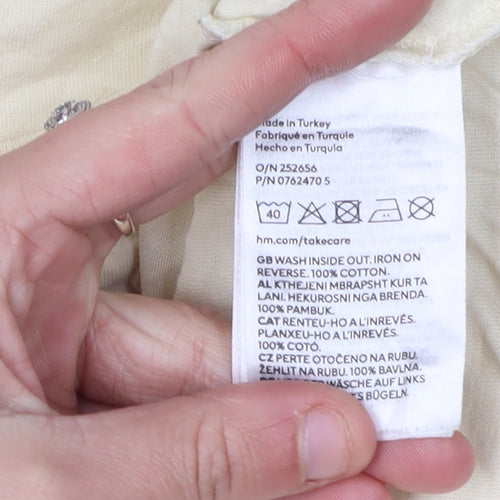 Made in Turkey
Fabriqué en Turquie
Hecho en Turquía
O/N 252656
P/N 0762470 5
40
hm.com/takecare
GB WASH INSIDE OUT. IRON ON
REVERSE. 100% COTTON.
AL KTHEJENI MBRAPSHT KUR TA
LANI. HEKUROSNI NGA BRENDA.
100% PAMBUK.
CAT RENTEU-HO A L'INREVÉS.
PLANXEU-HO A L'INREVÉS.
100% COTÓ.
CZ PERTE OTOČENO NA RUBU.
ŽEHLIT NA RUBU. 100% BAVLNA.
WÄSCHE AUF LINKS
BÜGELN.